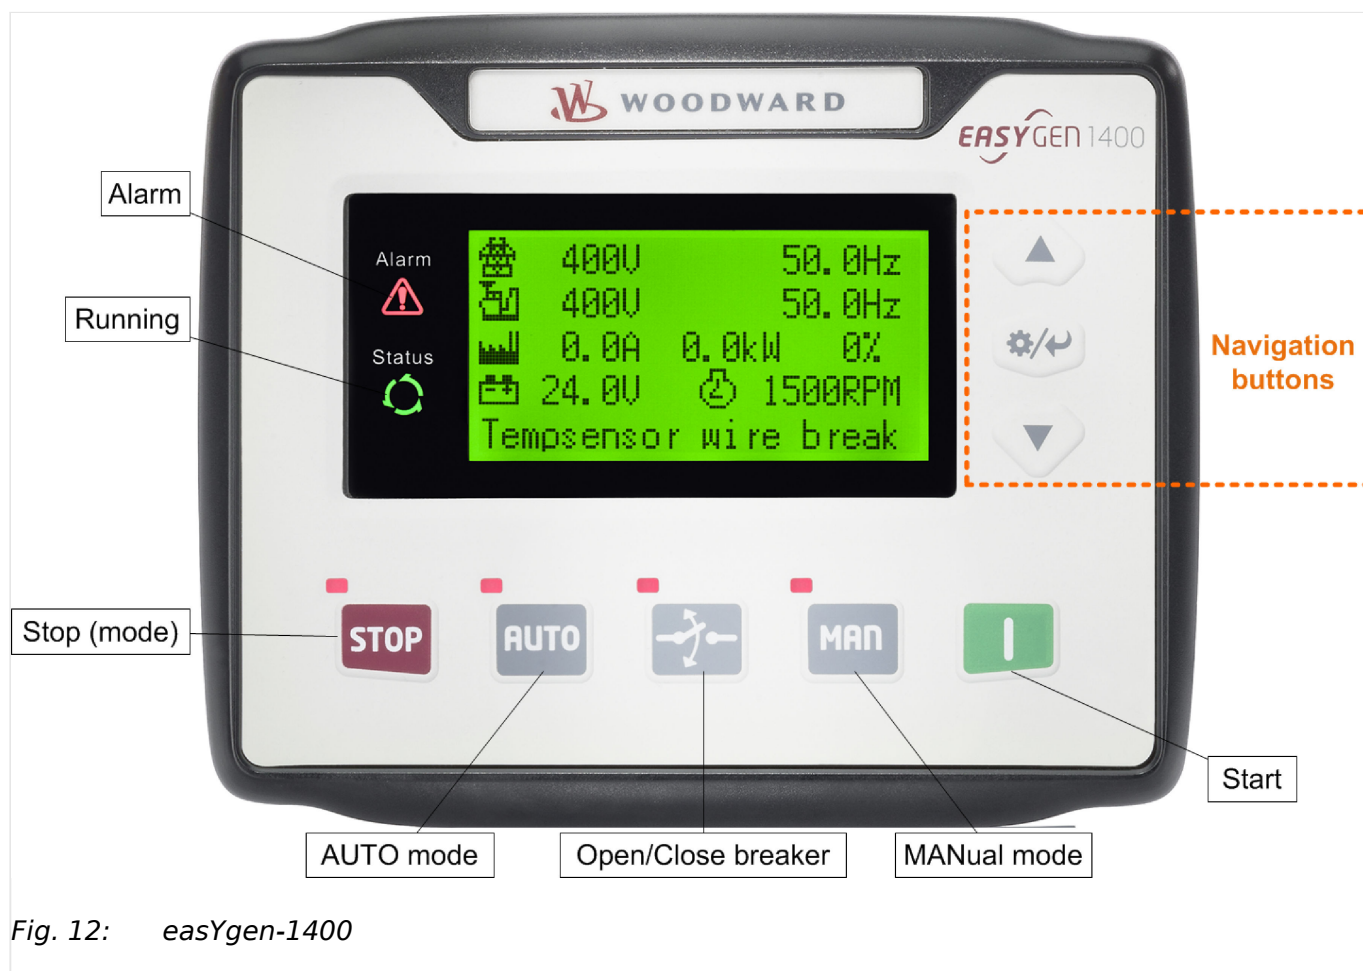 WOODWARD
EASYGEN 1400
Alarm
Alarm
400V 50.0Hz
Running
400V 50.0Hz
Status
0.0A 0.0kW 0%
24.0V 1500RPM
Tempsensor wire break
Navigation
buttons
Stop (mode)
STOP
AUTO
MAN
Start
AUTO mode
Open/Close breaker
MANual mode
Fig. 12: easYgen-1400